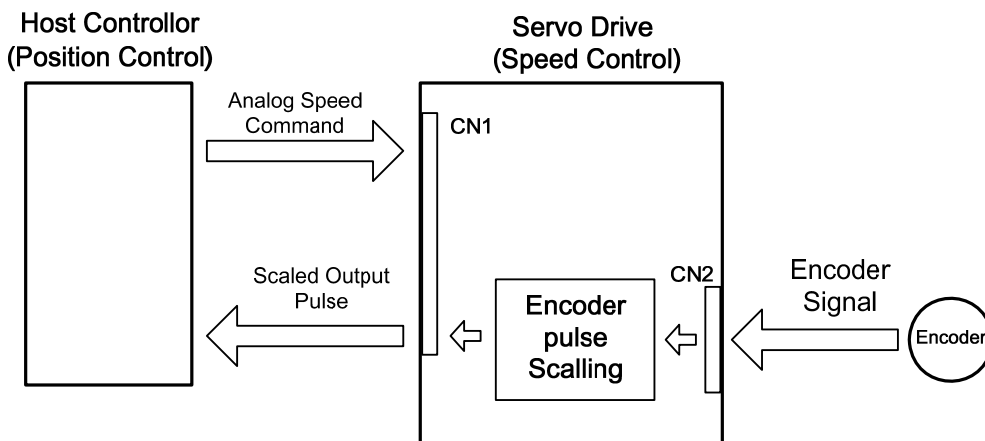 Host Controllor
(Position Control)
Servo Drive
(Speed Control)
Analog Speed
Command
CN1
Scaled Output
Pulse
Encoder
pulse
Scalling
CN2
Encoder
Signal
Encoder